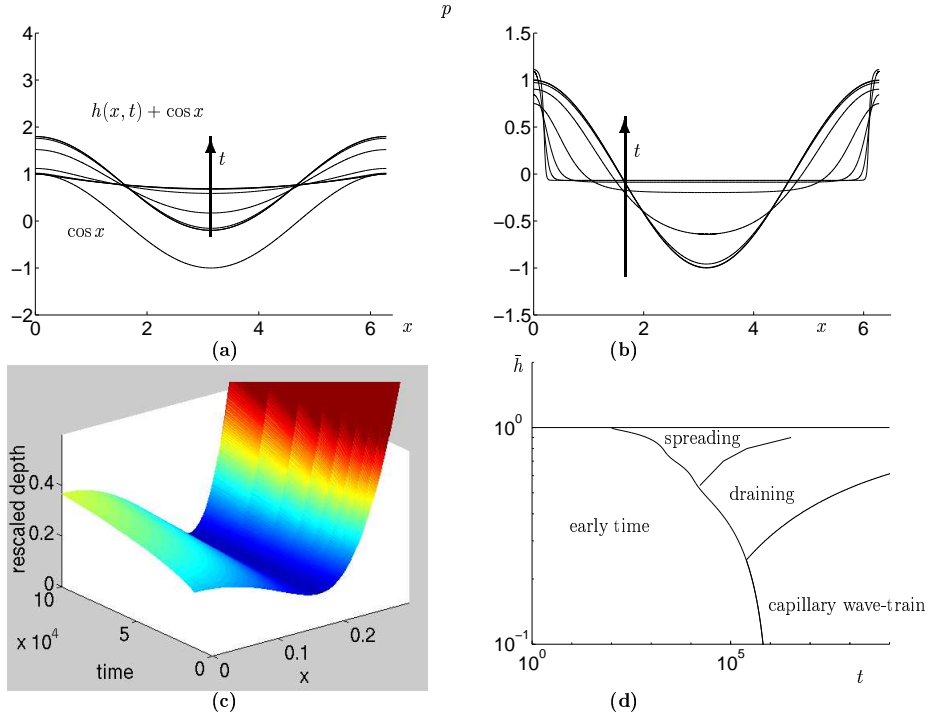 p
4
3
2
1
0
−1
−2
h(x,t) + cos x
t
cos x
0
2
4
6
x
(a)
1.5
1
0.5
0
−0.5
−1
−1.5
t
0
2
4
6
x
(b)
rescaled depth
0.4
0.2
0
10
x 10^4
5
0
time
0
0.1
0.2
x
(c)
h̄
10^0
10^−1
spreading
draining
early time
capillary wave-train
10^0
10^5
t
(d)